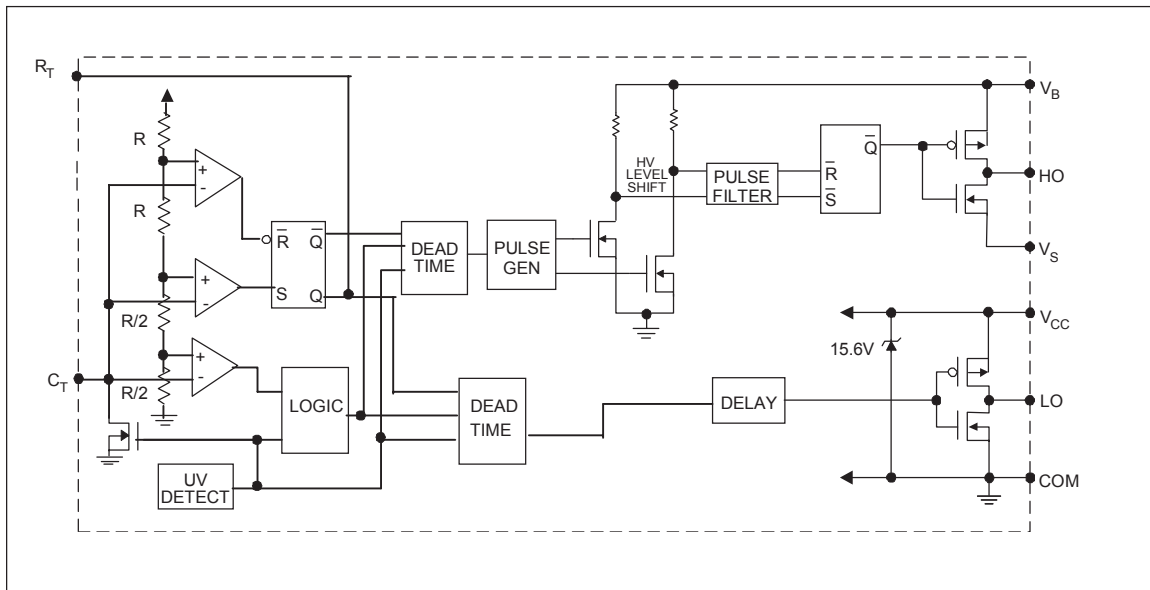 R_T
V_B
R
+
-
HV
LEVEL
SHIFT
PULSE
FILTER
R̅
S̅
Q̅
HO
R
R̅ Q̅
S Q
DEAD
TIME
PULSE
GEN
V_S
+
-
R/2
V_CC
15.6V
+
-
C_T
R/2
LOGIC
DEAD
TIME
DELAY
LO
UV
DETECT
COM